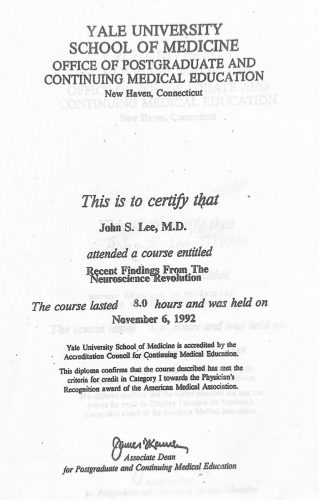 YALE UNIVERSITY
SCHOOL OF MEDICINE
OFFICE OF POSTGRADUATE AND
CONTINUING MEDICAL EDUCATION
New Haven, Connecticut
This is to certify that
John S. Lee, M.D.
attended a course entitled
Recent Findings From The
Neuroscience Revolution
The course lasted 8.0 hours and was held on
November 6, 1992
Yale University School of Medicine is accredited by the
Accreditation Council for Continuing Medical Education.
This diploma confirms that the course described has met the
criteria for credit in Category I towards the Physician's
Recognition award of the American Medical Association.
Associate Dean
for Postgraduate and Continuing Medical Education